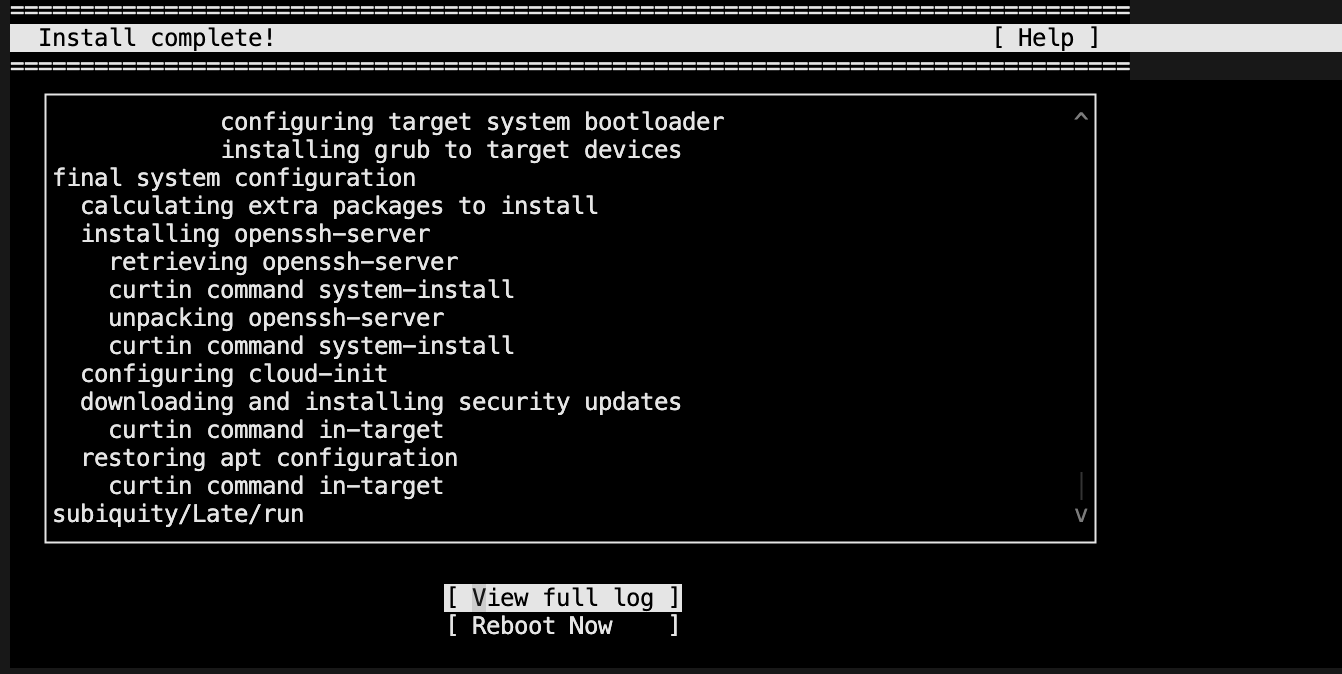 ================================================================================
Install complete! [ Help ]
================================================================================
configuring target system bootloader ^
installing grub to target devices
final system configuration
calculating extra packages to install
installing openssh-server
retrieving openssh-server
curtin command system-install
unpacking openssh-server
curtin command system-install
configuring cloud-init
downloading and installing security updates
curtin command in-target
restoring apt configuration
curtin command in-target
subiquity/Late/run v
[ View full log ]
[ Reboot Now ]